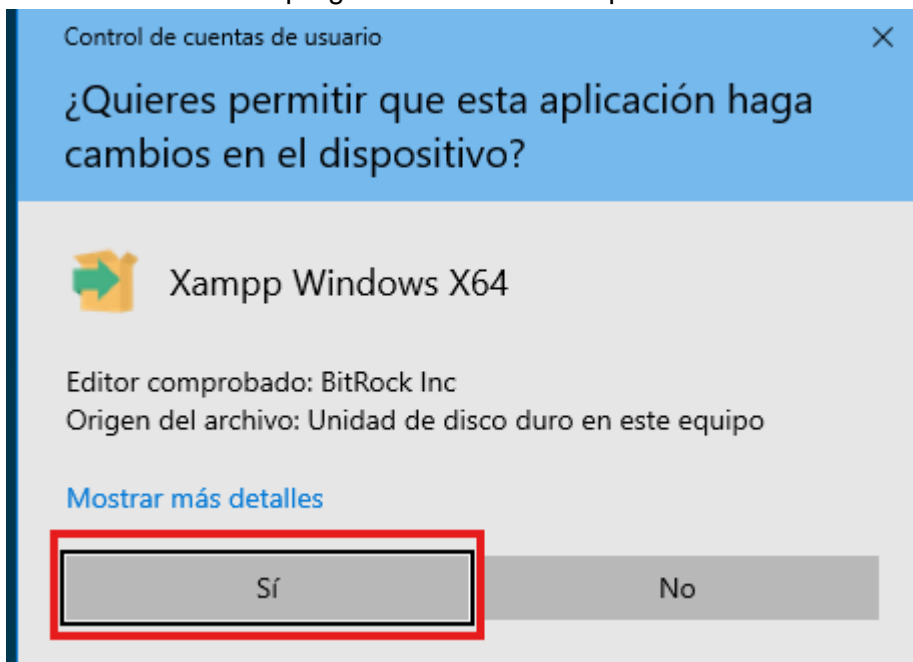 Control de cuentas de usuario
¿Quieres permitir que esta aplicación haga
cambios en el dispositivo?
Xampp Windows X64
Editor comprobado: BitRock Inc
Origen del archivo: Unidad de disco duro en este equipo
Mostrar más detalles
Sí
No